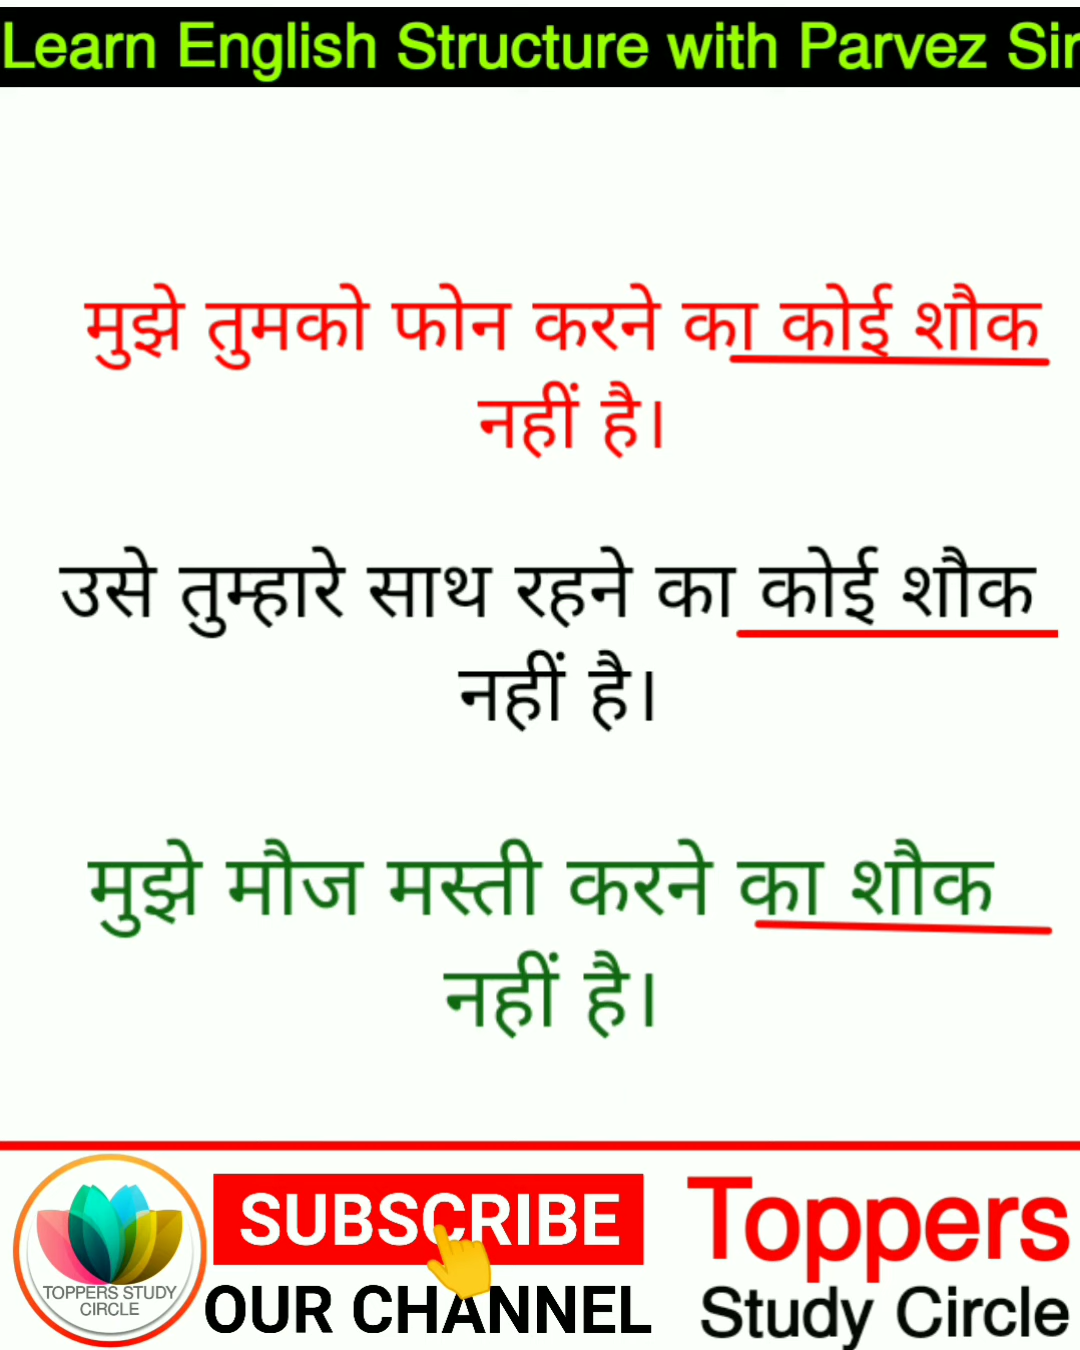 Learn English Structure with Parvez Sir
मुझे तुमको फोन करने का कोई शौक
नहीं है।
उसे तुम्हारे साथ रहने का कोई शौक
नहीं है।
मुझे मौज मस्ती करने का शौक
नहीं है।
TOPPERS STUDY
CIRCLE
SUBSCRIBE
OUR CHANNEL
Toppers
Study Circle